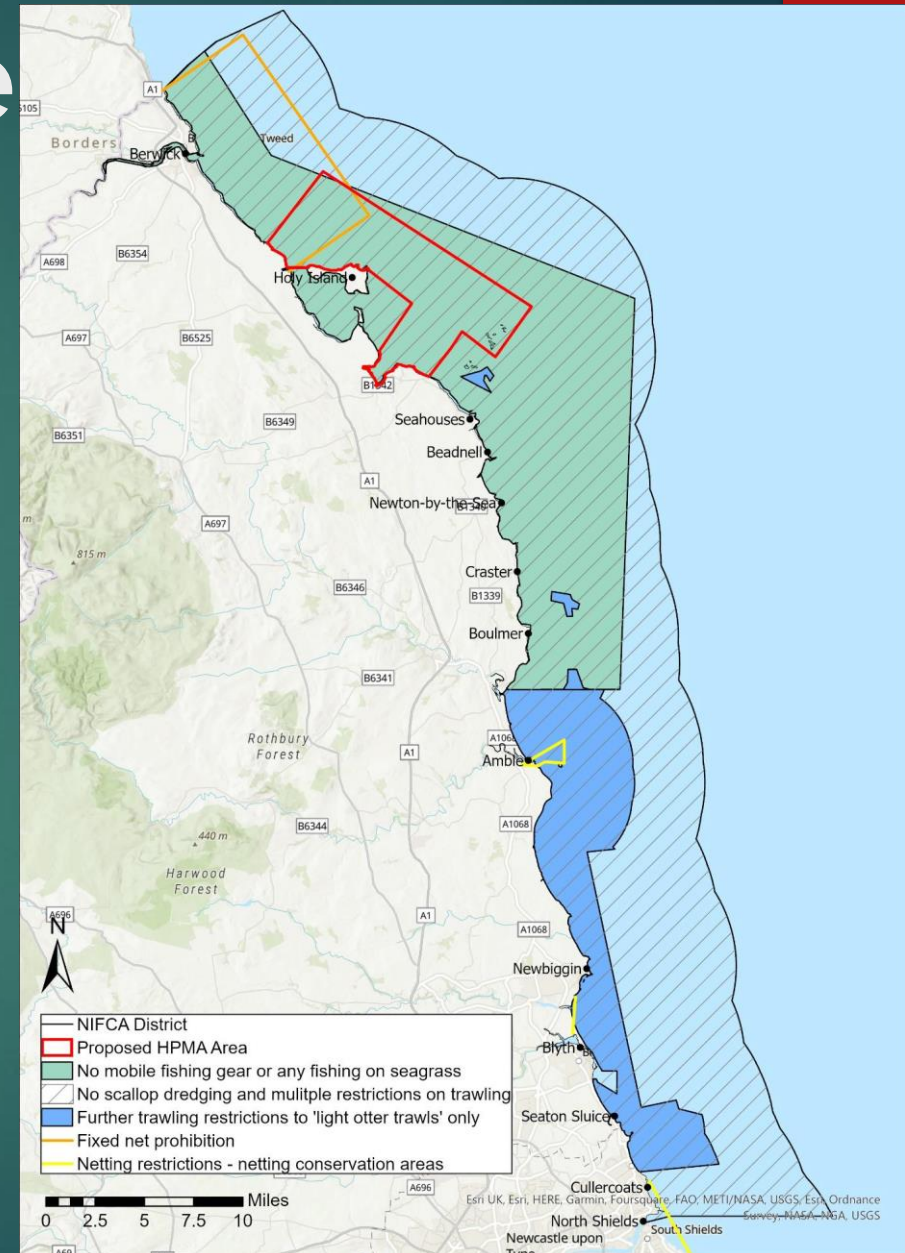 e
A1
6105
Borders
Tweed
Berwick
B6354
A698
Holy Island
A697
B6525
B1342
B6349
Seahouses
B6351
Beadnell
A1
Newton-by-the-Sea
B1340
A697
815 m
Craster
B6346
B1339
Boulmer
B6341
Rothbury
Forest
A1
A1068
Amble
B6344
A1068
440 m
Harwood
Forest
A696
A1
A1068
N
Newbiggin
NIFCA District
Proposed HPMA Area
Blyth
No mobile fishing gear or any fishing on seagrass
No scallop dredging and mulitple restrictions on trawling
Further trawling restrictions to 'light otter trawls' only
Seaton Sluice
Fixed net prohibition
Netting restrictions - netting conservation areas
Cullercoats
A696
Esri UK, Esri, HERE, Garmin, Foursquare, FAO, METI/NASA, USGS, Esri, Ordnance
Survey, NASA, NGA, USGS
Miles
0 2.5 5 7.5 10
North Shields
South Shields
Newcastle upon
Tyne
A69